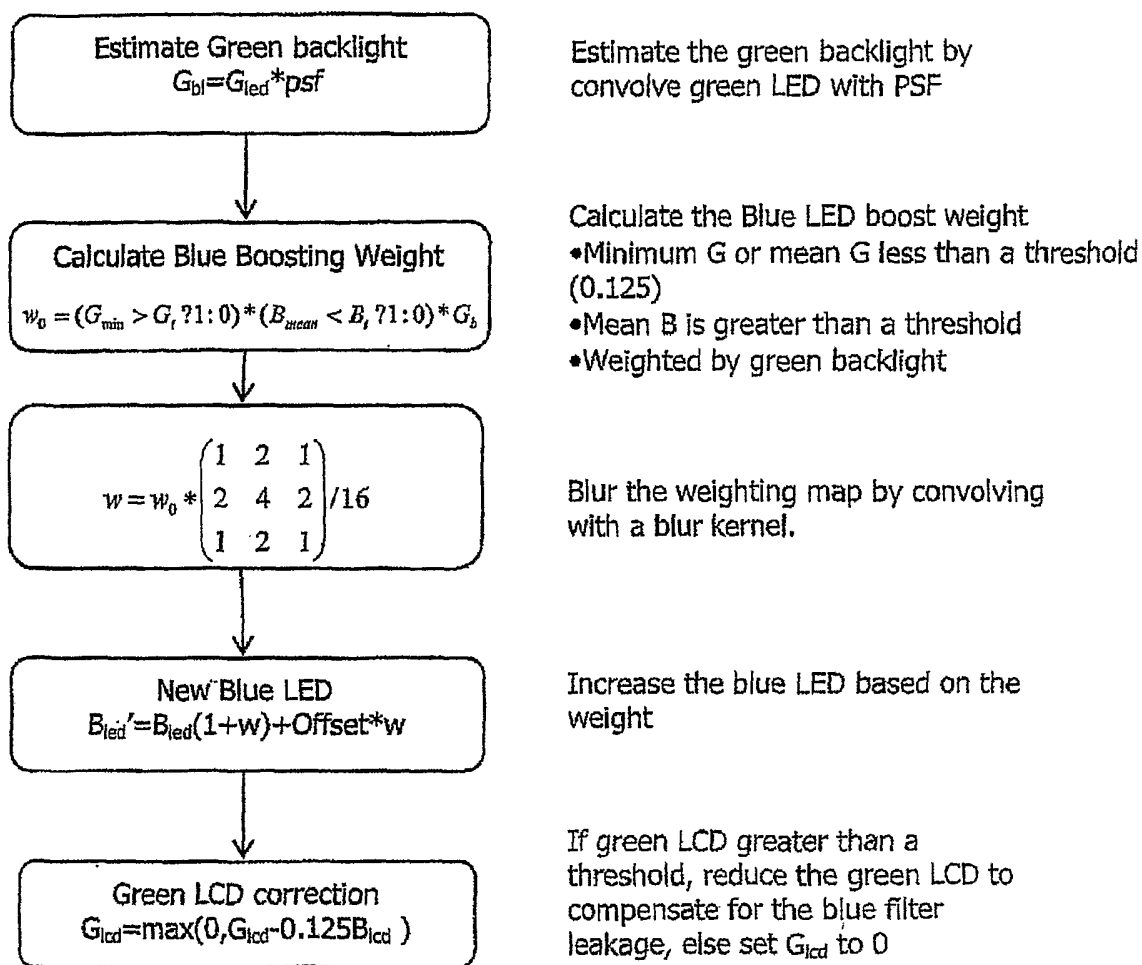 Estimate Green backlight
G_bl=G_led*psf
Estimate the green backlight by
convolve green LED with PSF
Calculate Blue Boosting Weight
w_0 = (G_min > G_t ?1: 0) * (B_mean < B_t ?1: 0) * G_b
Calculate the Blue LED boost weight
•Minimum G or mean G less than a threshold
(0.125)
•Mean B is greater than a threshold
•Weighted by green backlight
1 2 1
w = w_0 * 2 4 2 /16
1 2 1
Blur the weighting map by convolving
with a blur kernel.
New Blue LED
B_led'=B_led(1+w)+Offset*w
Increase the blue LED based on the
weight
Green LCD correction
G_lcd=max(0,G_lcd-0.125B_lcd )
If green LCD greater than a
threshold, reduce the green LCD to
compensate for the blue filter
leakage, else set G_lcd to 0